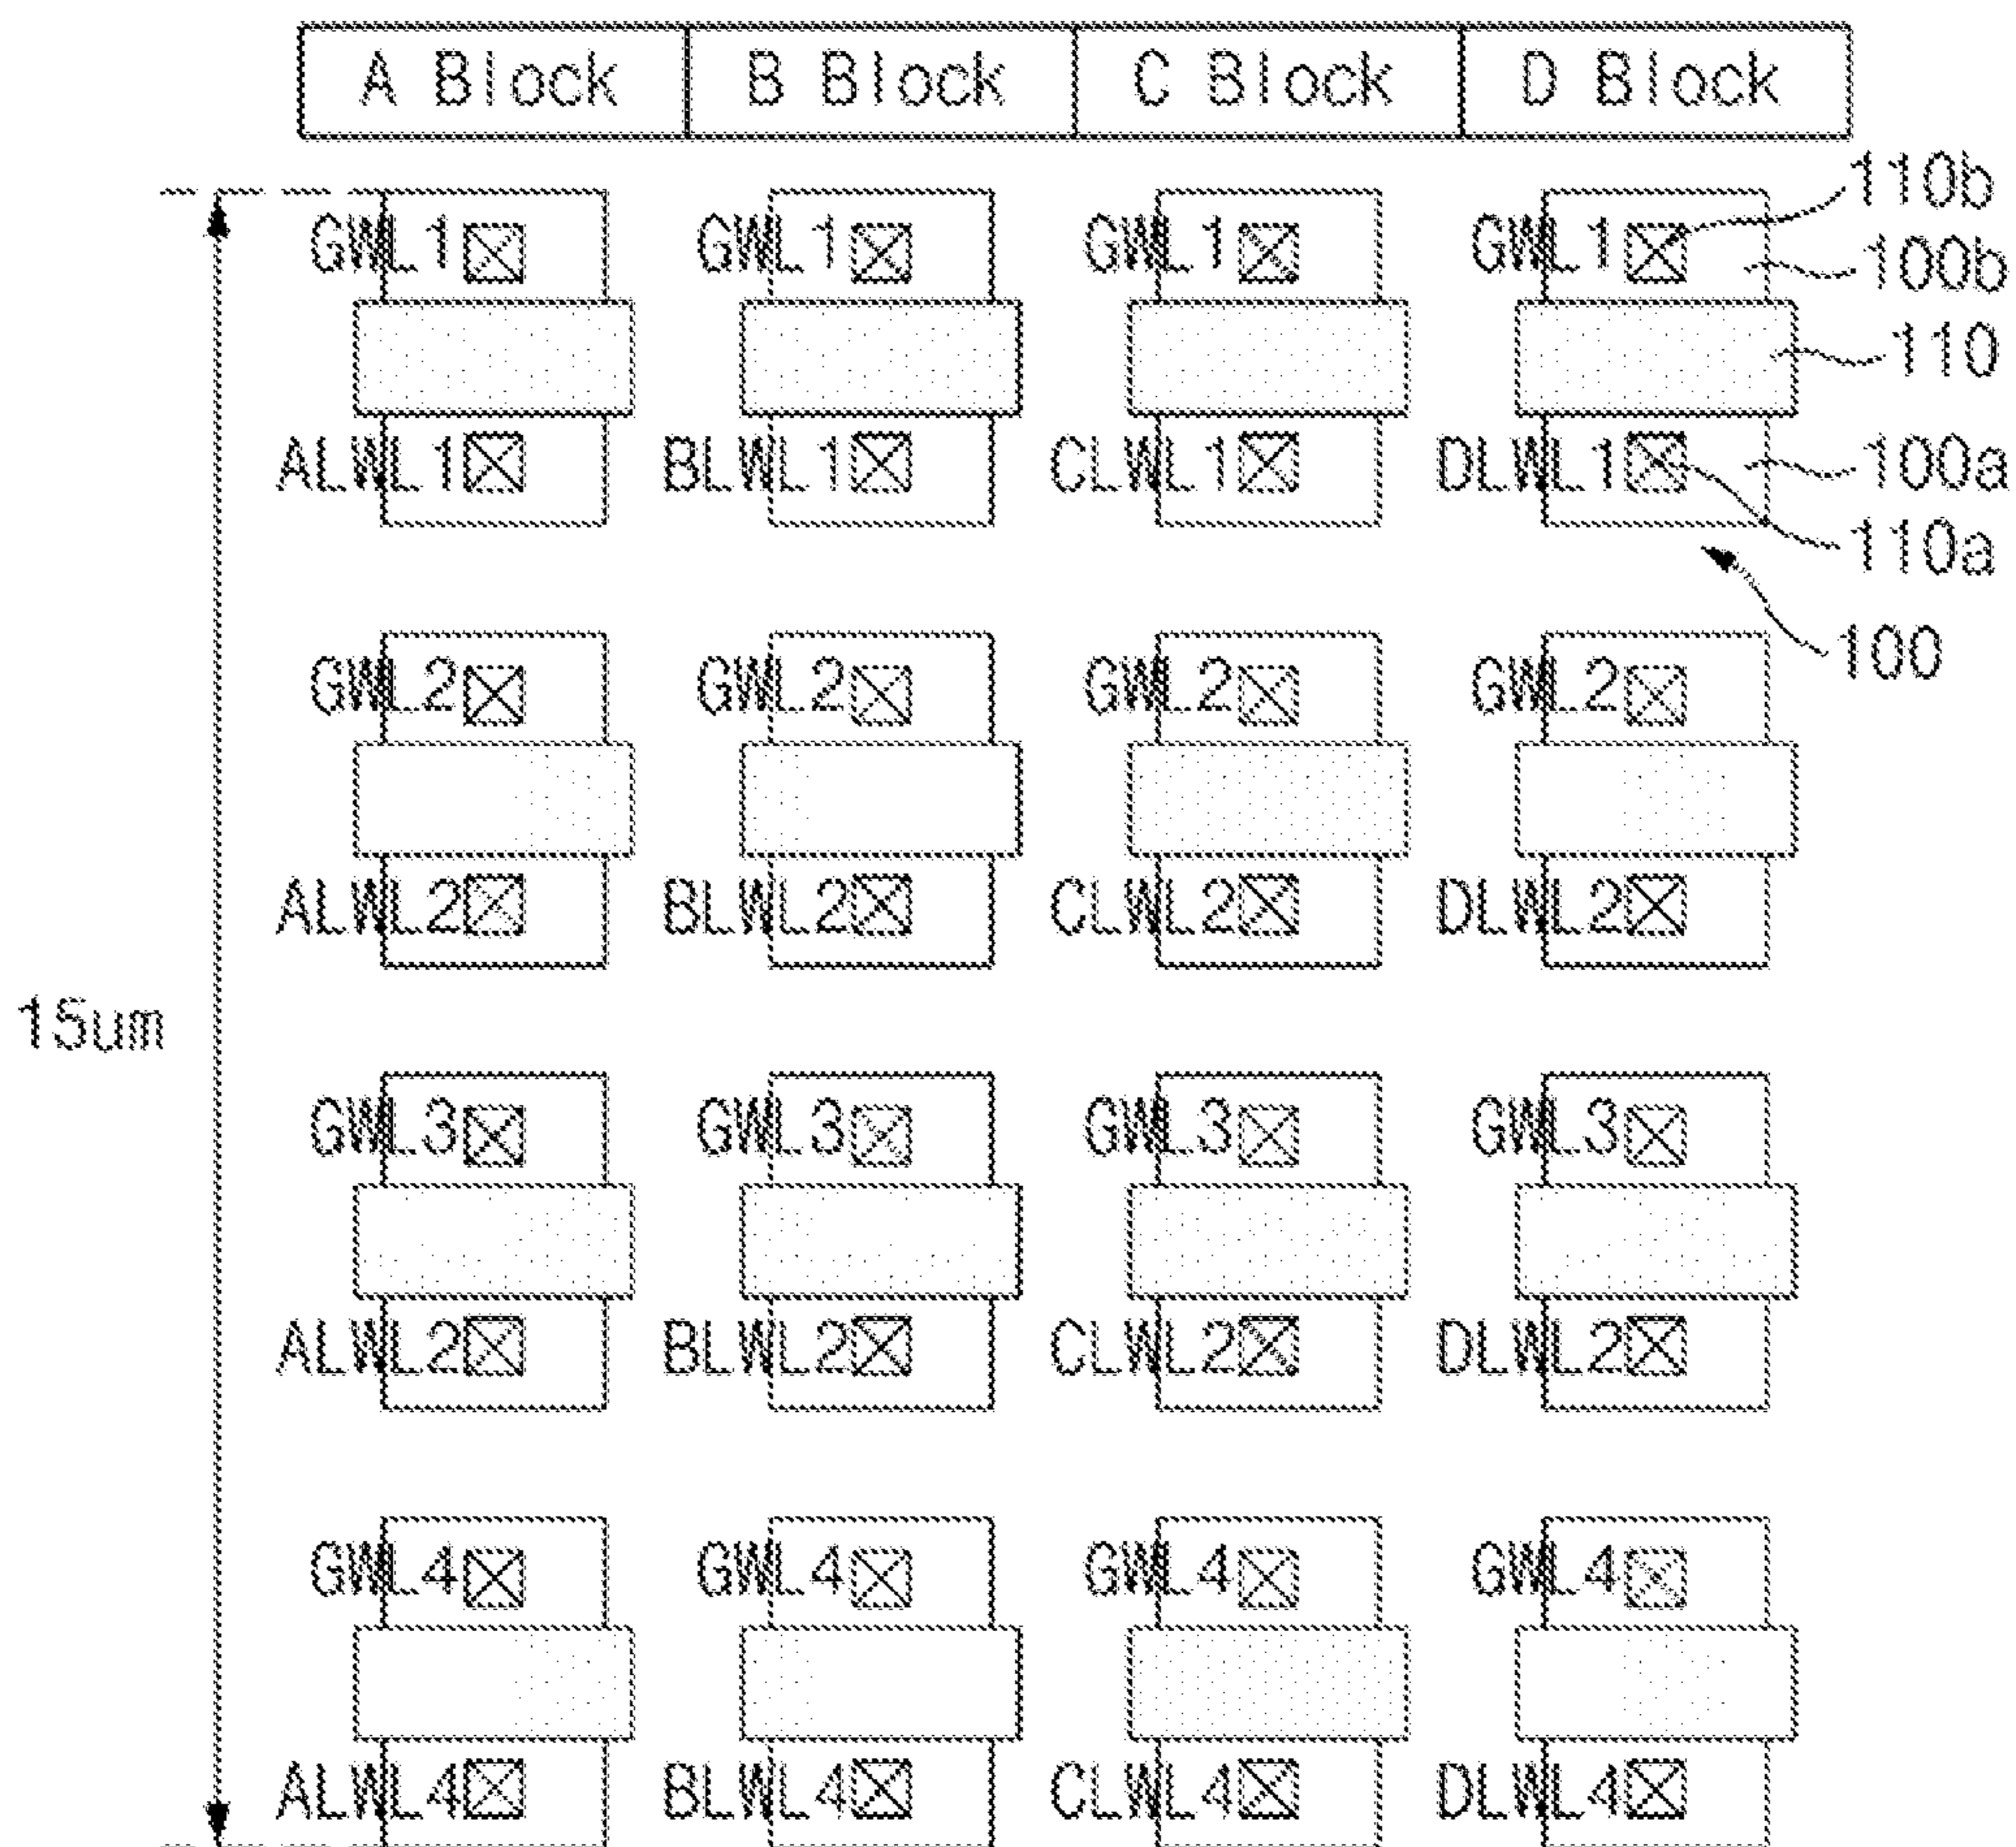 A Block B Block C Block D Block
110b
GWL1 GWL1 GWL1 GWL1 100b
110
ALWL1 BLWL1 CLWL1 DLWL1 100a
110a
100
GWL2 GWL2 GWL2 GWL2
ALWL2 BLWL2 CLWL2 DLWL2
15um
GWL3 GWL3 GWL3 GWL3
ALWL2 BLWL2 CLWL2 DLWL2
GWL4 GWL4 GWL4 GWL4
ALWL4 BLWL4 CLWL4 DLWL4